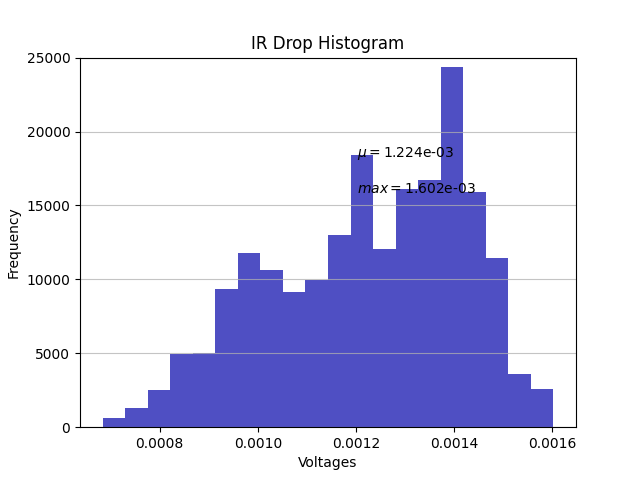 IR Drop Histogram
25000
20000
15000
10000
5000
0
Frequency
μ = 1.224e-03
max = 1.602e-03
0.0008 0.0010 0.0012 0.0014 0.0016
Voltages